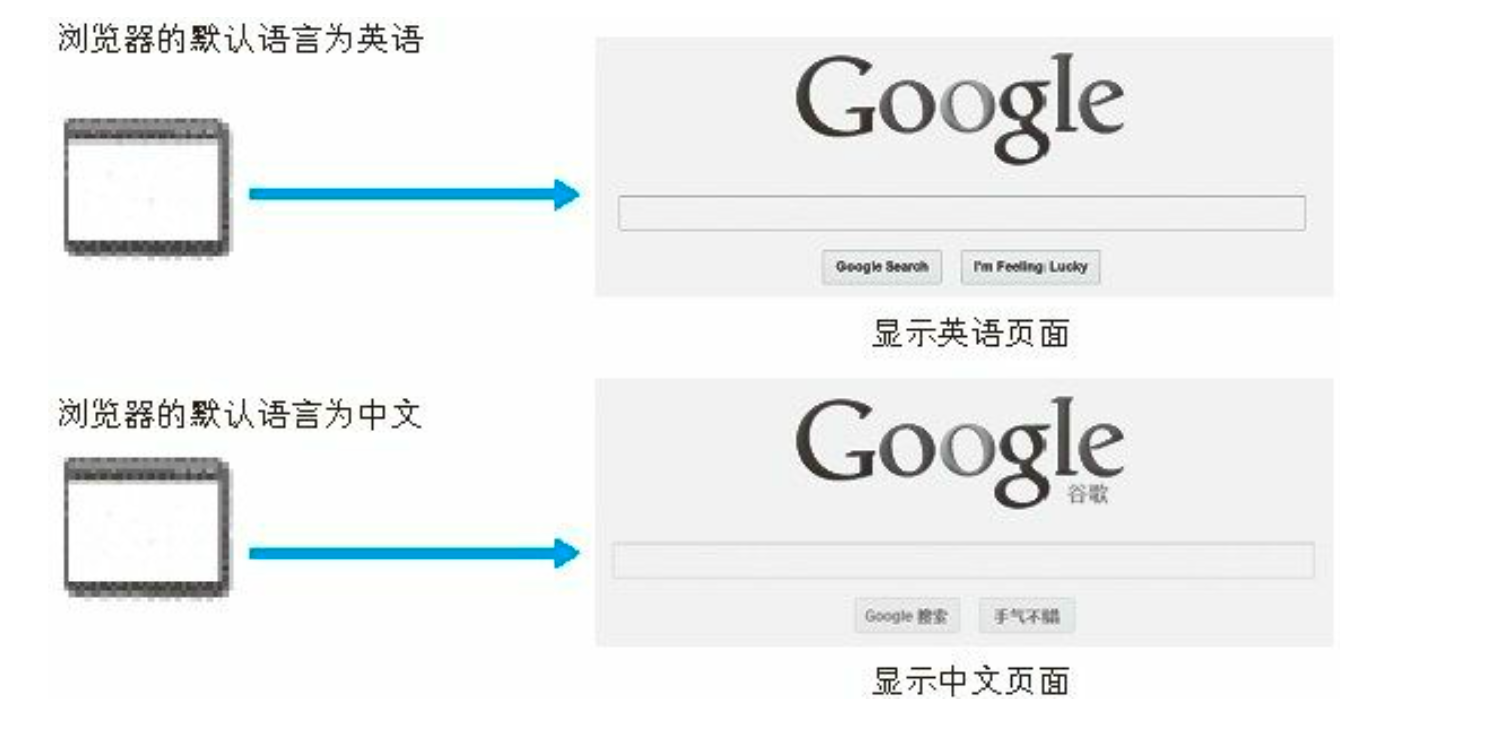 浏览器的默认语言为英语
Google
Google Search
I'm Feeling Lucky
显示英语页面
浏览器的默认语言为中文
Google
谷歌
Google 搜索
手气不错
显示中文页面